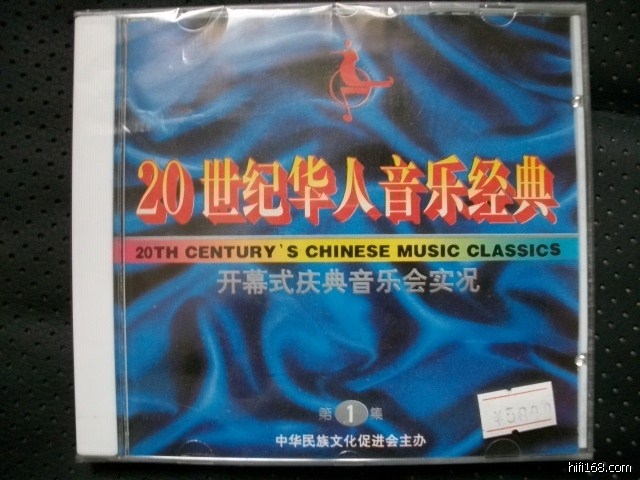 20世纪华人音乐经典
20TH CENTURY'S CHINESE MUSIC CLASSICS
开幕式庆典音乐会实况
第 1 集
中华民族文化促进会主办
hifi168.com